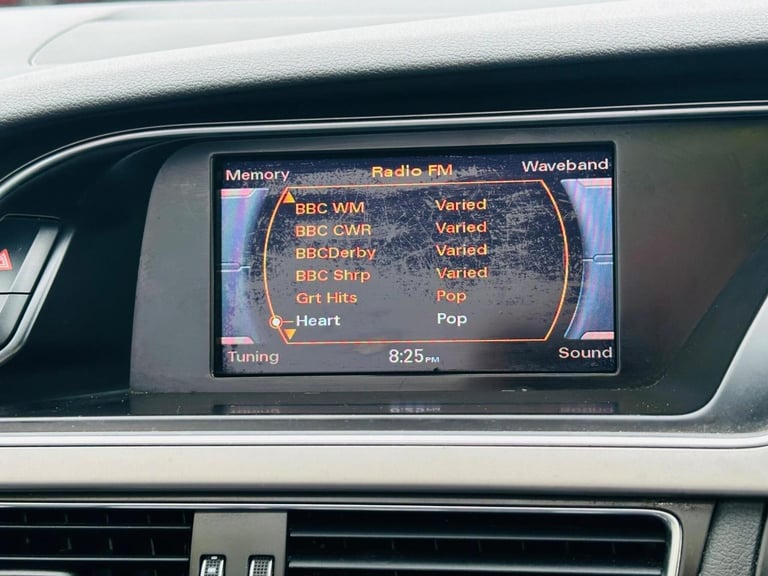 Memory Radio FM Waveband
BBC WM Varied
BBC CWR Varied
BBCDerby Varied
BBC Shrp Varied
Grt Hits Pop
Heart Pop
Tuning 8:25PM Sound